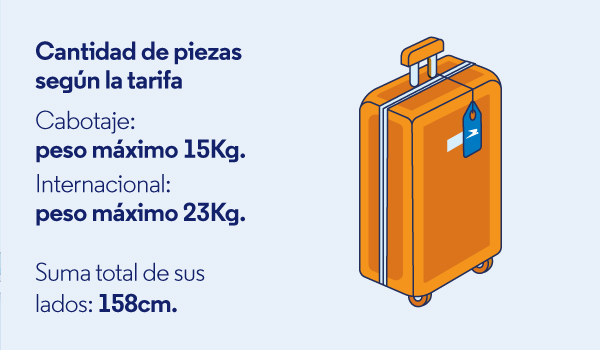 Cantidad de piezas
según la tarifa
Cabotaje:
peso máximo 15Kg.
Internacional:
peso máximo 23Kg.
Suma total de sus
lados: 158cm.